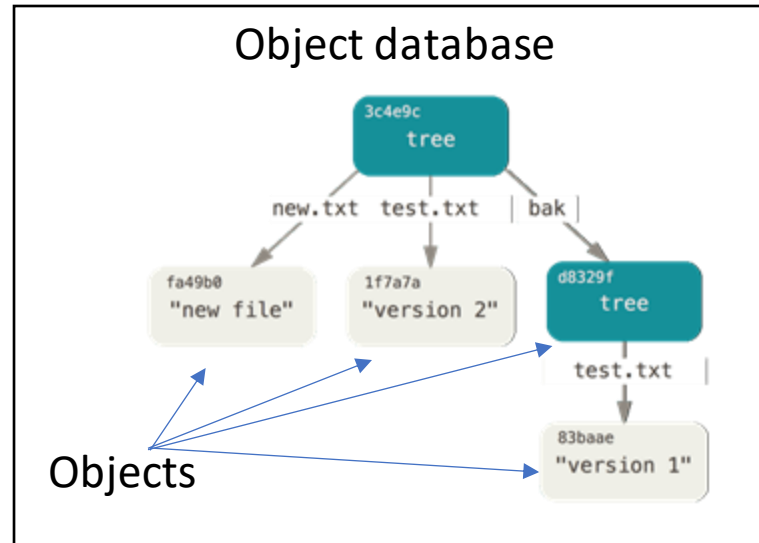 Object database
3c4e9c
tree
new.txt test.txt | bak |
fa49b0
"new file"
1f7a7a
"version 2"
d8329f
tree
test.txt |
83baae
"version 1"
Objects